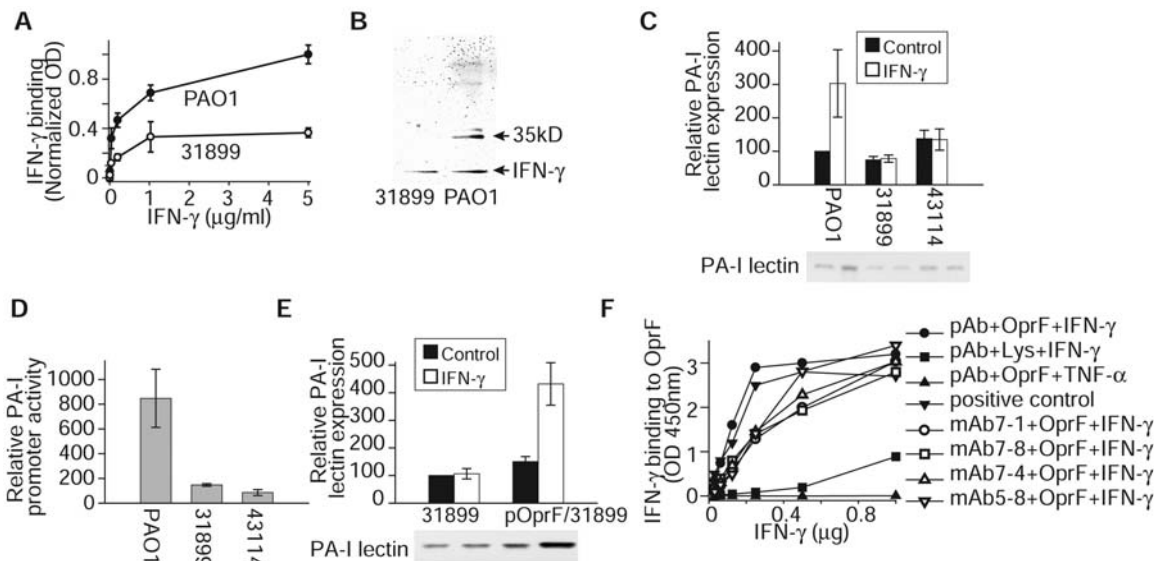 A
IFN-γ binding
(Normalized OD)
0.8
0.4
0
PAO1
31899
0 1 2 3 4 5
IFN-γ (μg/ml)
B
35kD
IFN-γ
31899 PAO1
C
Relative PA-I
lectin expression
400
300
200
100
0
Control
IFN-γ
PAO1
31899
43114
PA-I lectin
D
Relative PA-I
promoter activity
1000
800
600
400
200
0
PAO1
31899
43114
E
Relative PA-I
lectin expression
500
400
300
200
100
0
Control
IFN-γ
31899 pOprF/31899
PA-I lectin
F
IFN-γ binding to OprF
(OD 450nm)
3
2
1
0
0 0.4 0.8
IFN-γ (μg)
pAb+OprF+IFN-γ
pAb+Lys+IFN-γ
pAb+OprF+TNF-α
positive control
mAb7-1+OprF+IFN-γ
mAb7-8+OprF+IFN-γ
mAb7-4+OprF+IFN-γ
mAb5-8+OprF+IFN-γ